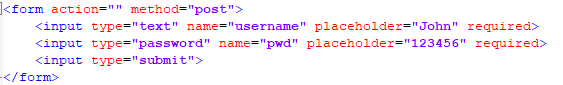 <form action="" method="post">
<input type="text" name="username" placeholder="John" required>
<input type="password" name="pwd" placeholder="123456" required>
<input type="submit">
</form>